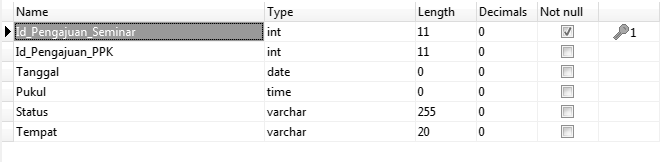 Name Type Length Decimals Not null
Id_Pengajuan_Seminar int 11 0 1
Id_Pengajuan_PPK int 11 0
Tanggal date 0 0
Pukul time 0 0
Status varchar 255 0
Tempat varchar 20 0